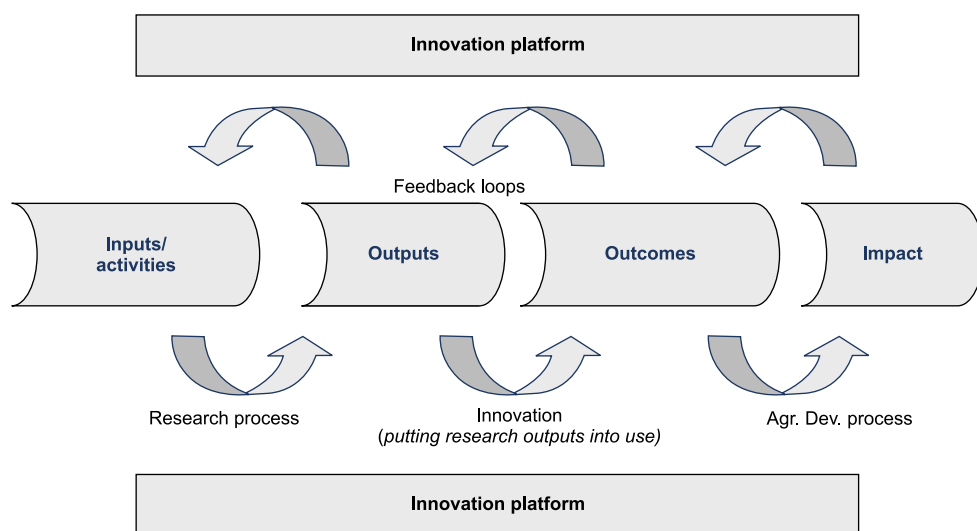 Innovation platform
Feedback loops
Inputs/
activities
Outputs
Outcomes
Impact
Research process
Innovation
(putting research outputs into use)
Agr. Dev. process
Innovation platform